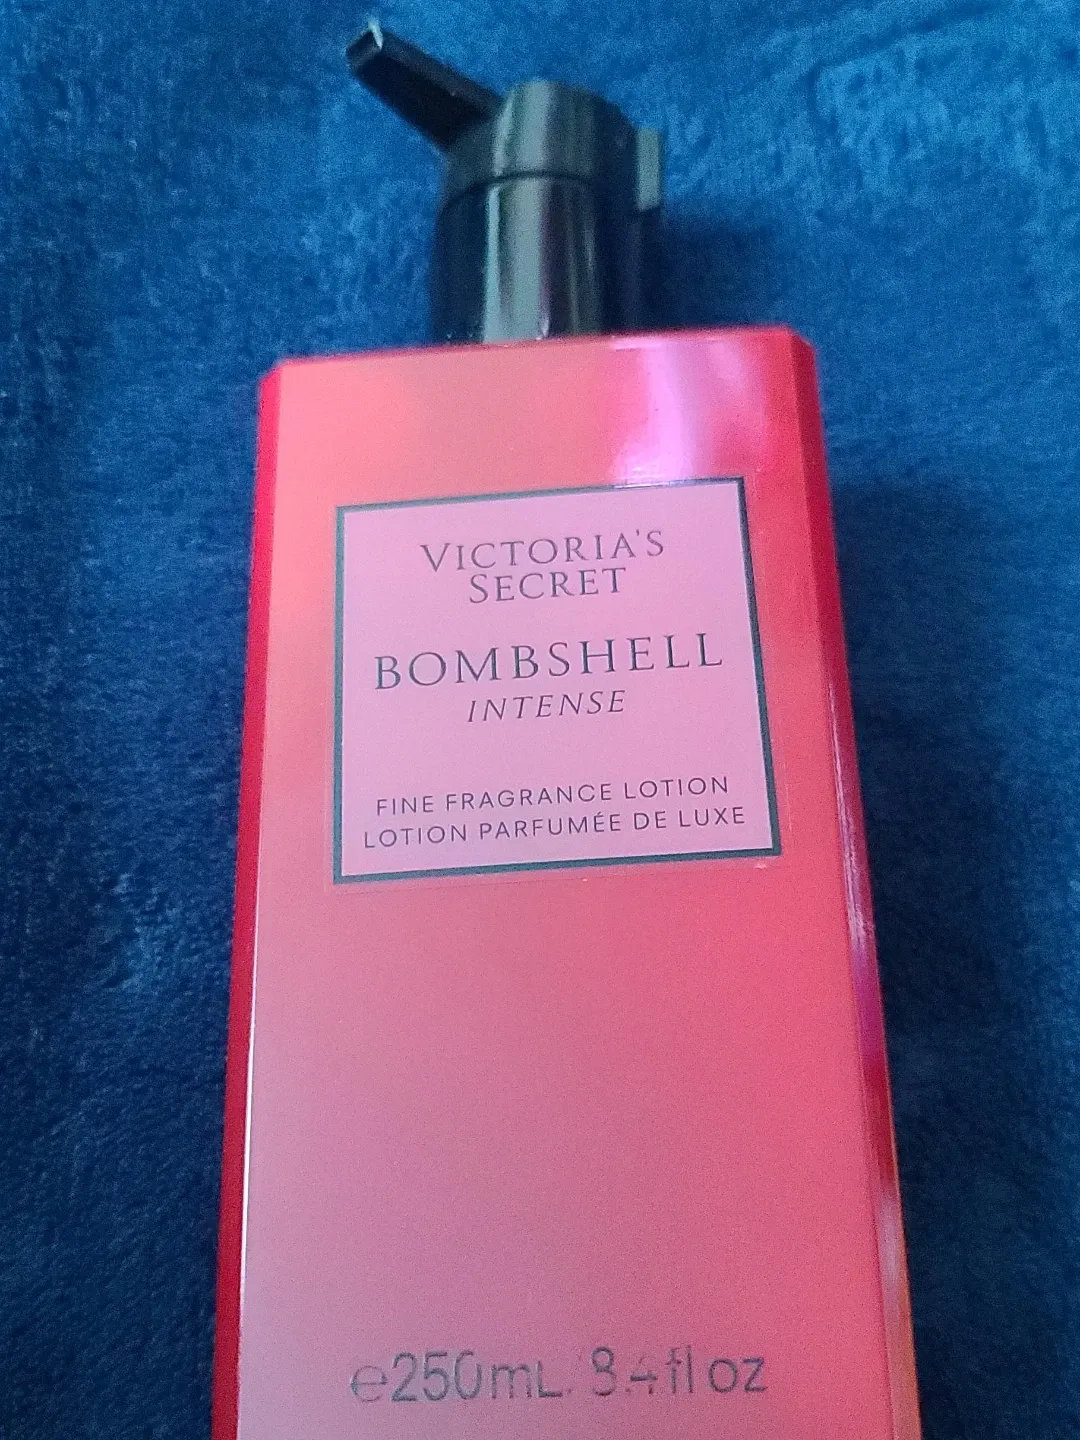 VICTORIA'S
SECRET
BOMBSHELL
INTENSE
FINE FRAGRANCE LOTION
LOTION PARFUMÉE DE LUXE
℮250mL 8.4 fl oz